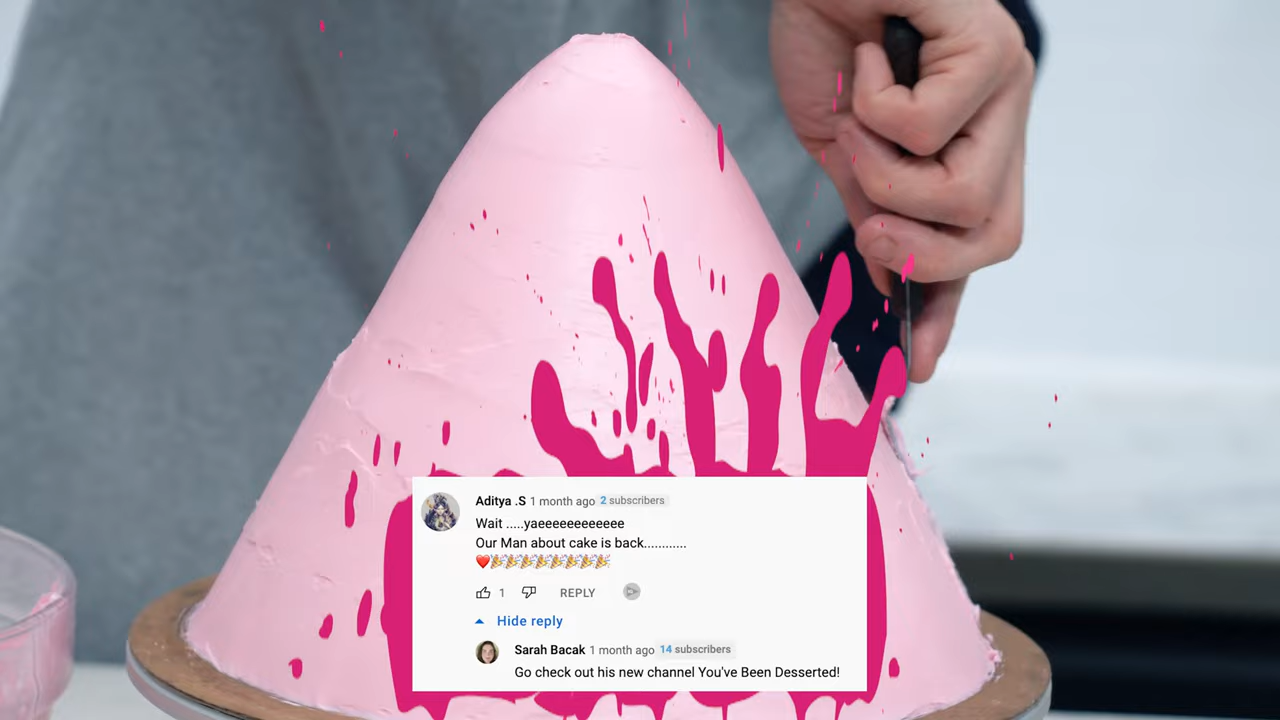 Aditya .S 1 month ago 2 subscribers
Wait .....yaeeeeeeeeeeeee
Our Man about cake is back............
❤️🎉🎉🎉🎉🎉🎉🎉🎉
1 REPLY
Hide reply
Sarah Bacak 1 month ago 14 subscribers
Go check out his new channel You've Been Desserted!